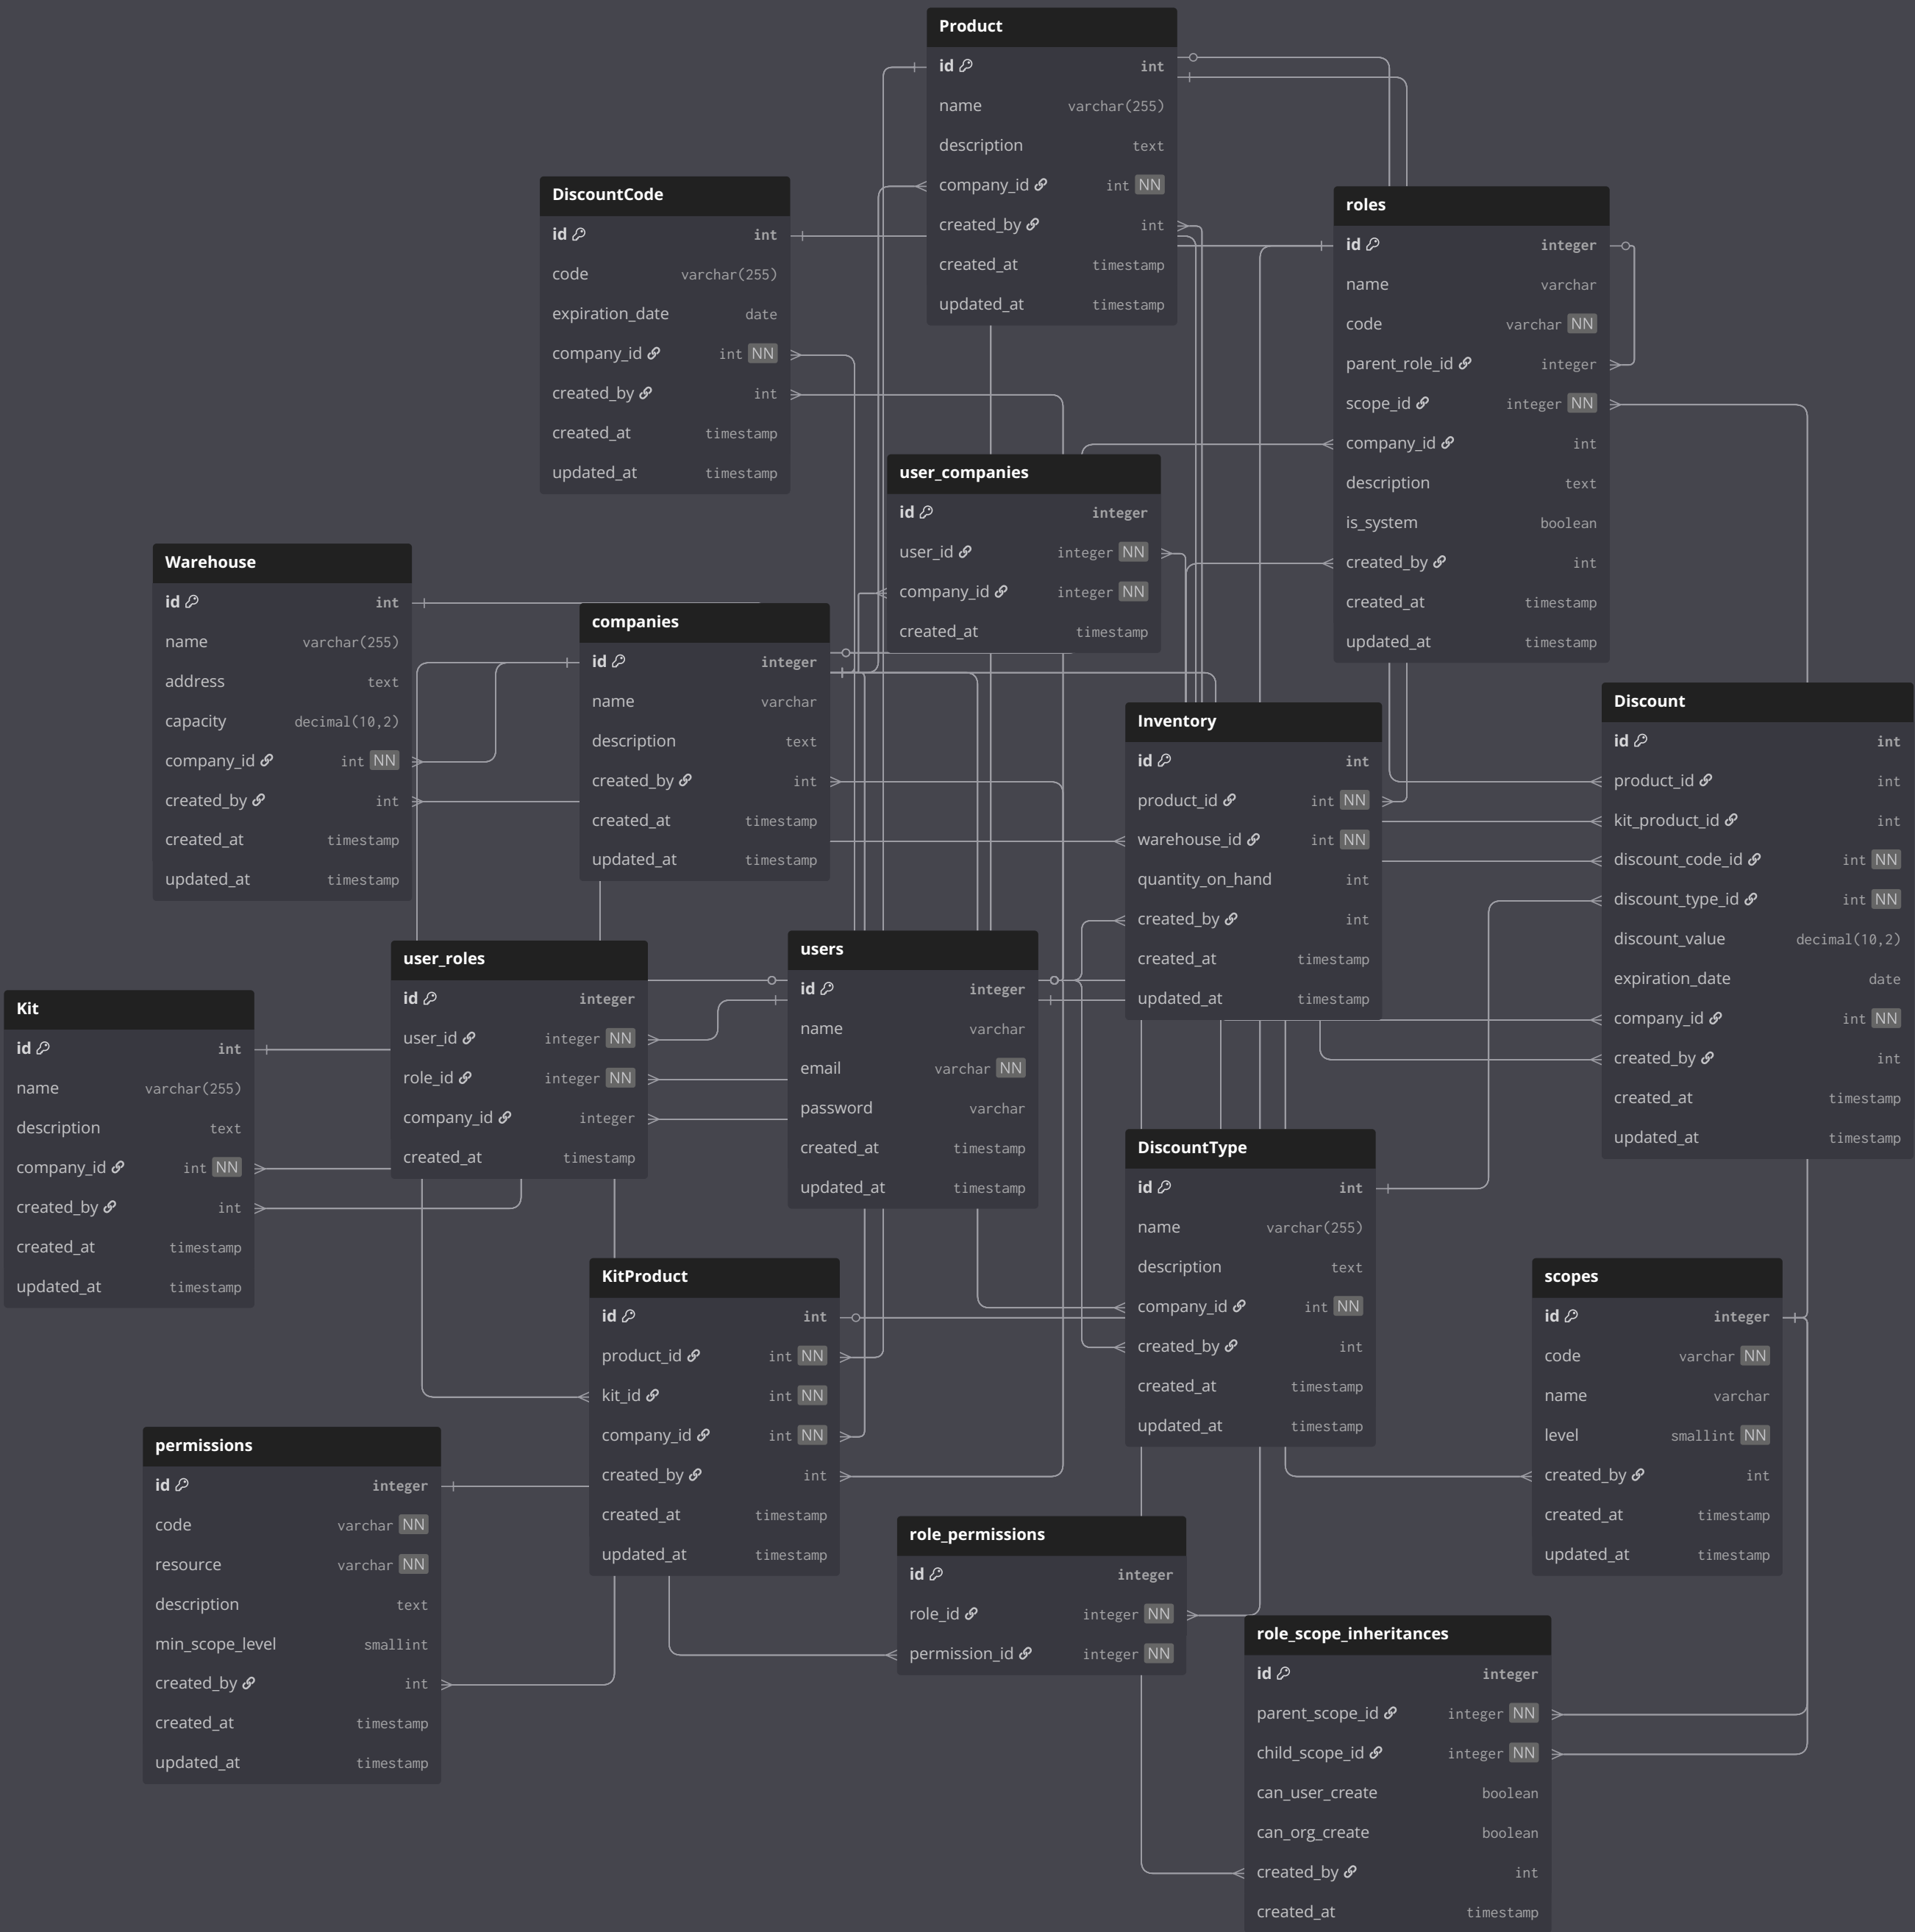 Product
id int
name varchar(255)
description text
company_id int NN
created_by int
created_at timestamp
updated_at timestamp
DiscountCode
id int
code varchar(255)
expiration_date date
company_id int NN
created_by int
created_at timestamp
updated_at timestamp
roles
id integer
name varchar
code varchar NN
parent_role_id integer
scope_id integer NN
company_id int
description text
is_system boolean
created_by int
created_at timestamp
updated_at timestamp
user_companies
id integer
user_id integer NN
company_id integer NN
created_at timestamp
Warehouse
id int
name varchar(255)
address text
capacity decimal(10,2)
company_id int NN
created_by int
created_at timestamp
updated_at timestamp
companies
id integer
name varchar
description text
created_by int
created_at timestamp
updated_at timestamp
Inventory
id int
product_id int NN
warehouse_id int NN
quantity_on_hand int
created_by int
created_at timestamp
updated_at timestamp
Discount
id int
product_id int
kit_product_id int
discount_code_id int NN
discount_type_id int NN
discount_value decimal(10,2)
expiration_date date
company_id int NN
created_by int
created_at timestamp
updated_at timestamp
user_roles
id integer
user_id integer NN
role_id integer NN
company_id integer
created_at timestamp
users
id integer
name varchar
email varchar NN
password varchar
created_at timestamp
updated_at timestamp
Kit
id int
name varchar(255)
description text
company_id int NN
created_by int
created_at timestamp
updated_at timestamp
DiscountType
id int
name varchar(255)
description text
company_id int NN
created_by int
created_at timestamp
updated_at timestamp
KitProduct
id int
product_id int NN
kit_id int NN
company_id int NN
created_by int
created_at timestamp
updated_at timestamp
scopes
id integer
code varchar NN
name varchar
level smallint NN
created_by int
created_at timestamp
updated_at timestamp
permissions
id integer
code varchar NN
resource varchar NN
description text
min_scope_level smallint
created_by int
created_at timestamp
updated_at timestamp
role_permissions
id integer
role_id integer NN
permission_id integer NN
role_scope_inheritances
id integer
parent_scope_id integer NN
child_scope_id integer NN
can_user_create boolean
can_org_create boolean
created_by int
created_at timestamp